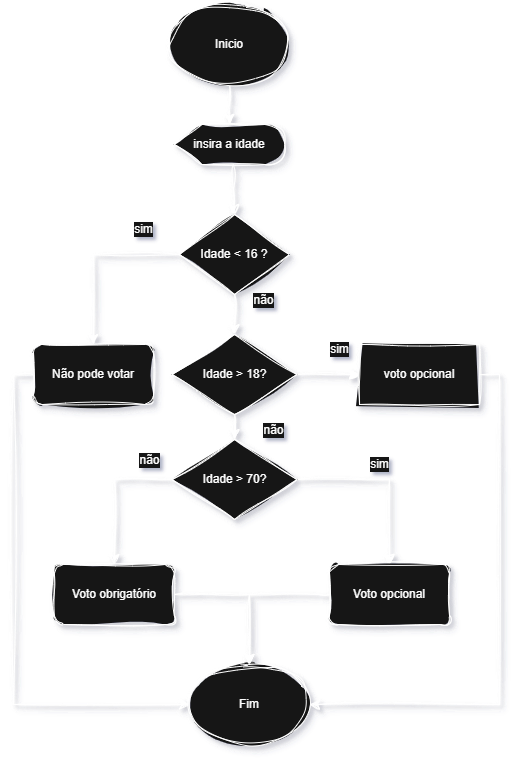 Inicio
insira a idade
sim
Idade < 16 ?
não
Não pode votar
Idade > 18?
sim
voto opcional
não
não
Idade > 70?
sim
Voto obrigatório
Voto opcional
Fim